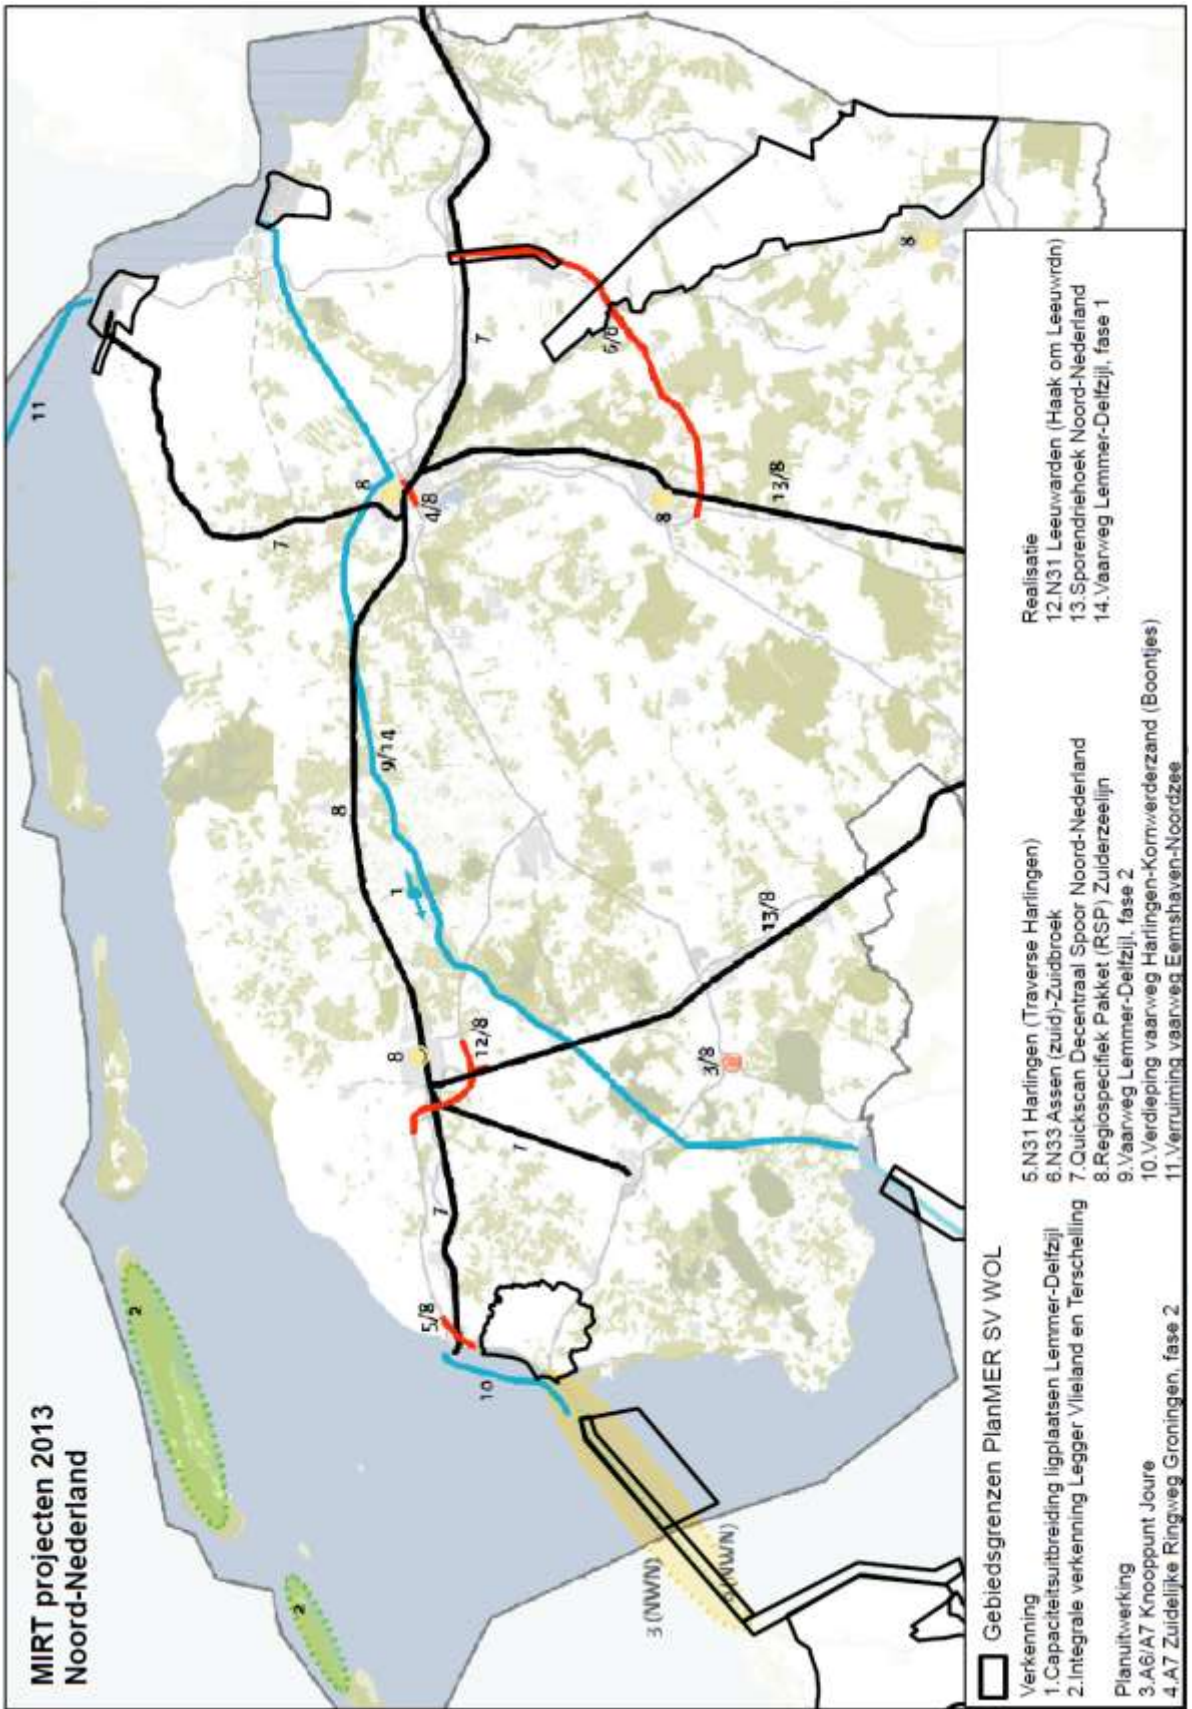 MIRT projecten 2013
Noord-Nederland
11
7
8
4/8
7
6/8
8
8
13/8
9/14
8
1
8
12/8
13/8
3/8
7
7
5/8
10
2
2
3 (NWN)
(NWN)
Gebiedsgrenzen PlanMER SV WOL
Verkenning
1.Capaciteitsuitbreiding ligplaatsen Lemmer-Delfzijl
2.Integrale verkenning Legger Vlieland en Terschelling
Planuitwerking
3.A6/A7 Knooppunt Joure
4.A7 Zuidelijke Ringweg Groningen, fase 2
5.N31 Harlingen (Traverse Harlingen)
6.N33 Assen (zuid)-Zuidbroek
7.Quickscan Decentraal Spoor Noord-Nederland
8.Regiospecifiek Pakket (RSP) Zuiderzeelijn
9.Vaarweg Lemmer-Delfzijl, fase 2
10.Verdieping vaarweg Harlingen-Kornwerderzand (Boontjes)
11.Verruiming vaarweg Eemshaven-Noordzee
Realisatie
12.N31 Leeuwarden (Haak om Leeuwrdn)
13.Sporendriehoek Noord-Nederland
14.Vaarweg Lemmer-Delfzijl, fase 1